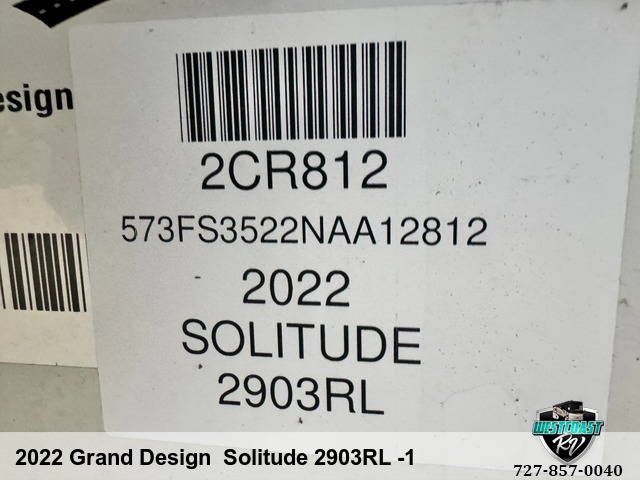 esign
2CR812
573FS3522NAA12812
2022
SOLITUDE
2903RL
2022 Grand Design  Solitude 2903RL -1
WESTCOAST
RV
727-857-0040